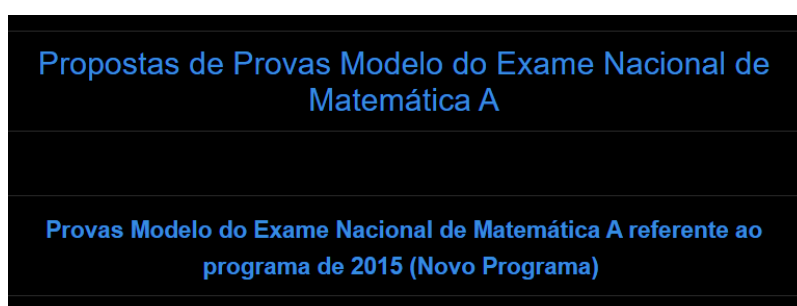 Propostas de Provas Modelo do Exame Nacional de
Matemática A
Provas Modelo do Exame Nacional de Matemática A referente ao
programa de 2015 (Novo Programa)